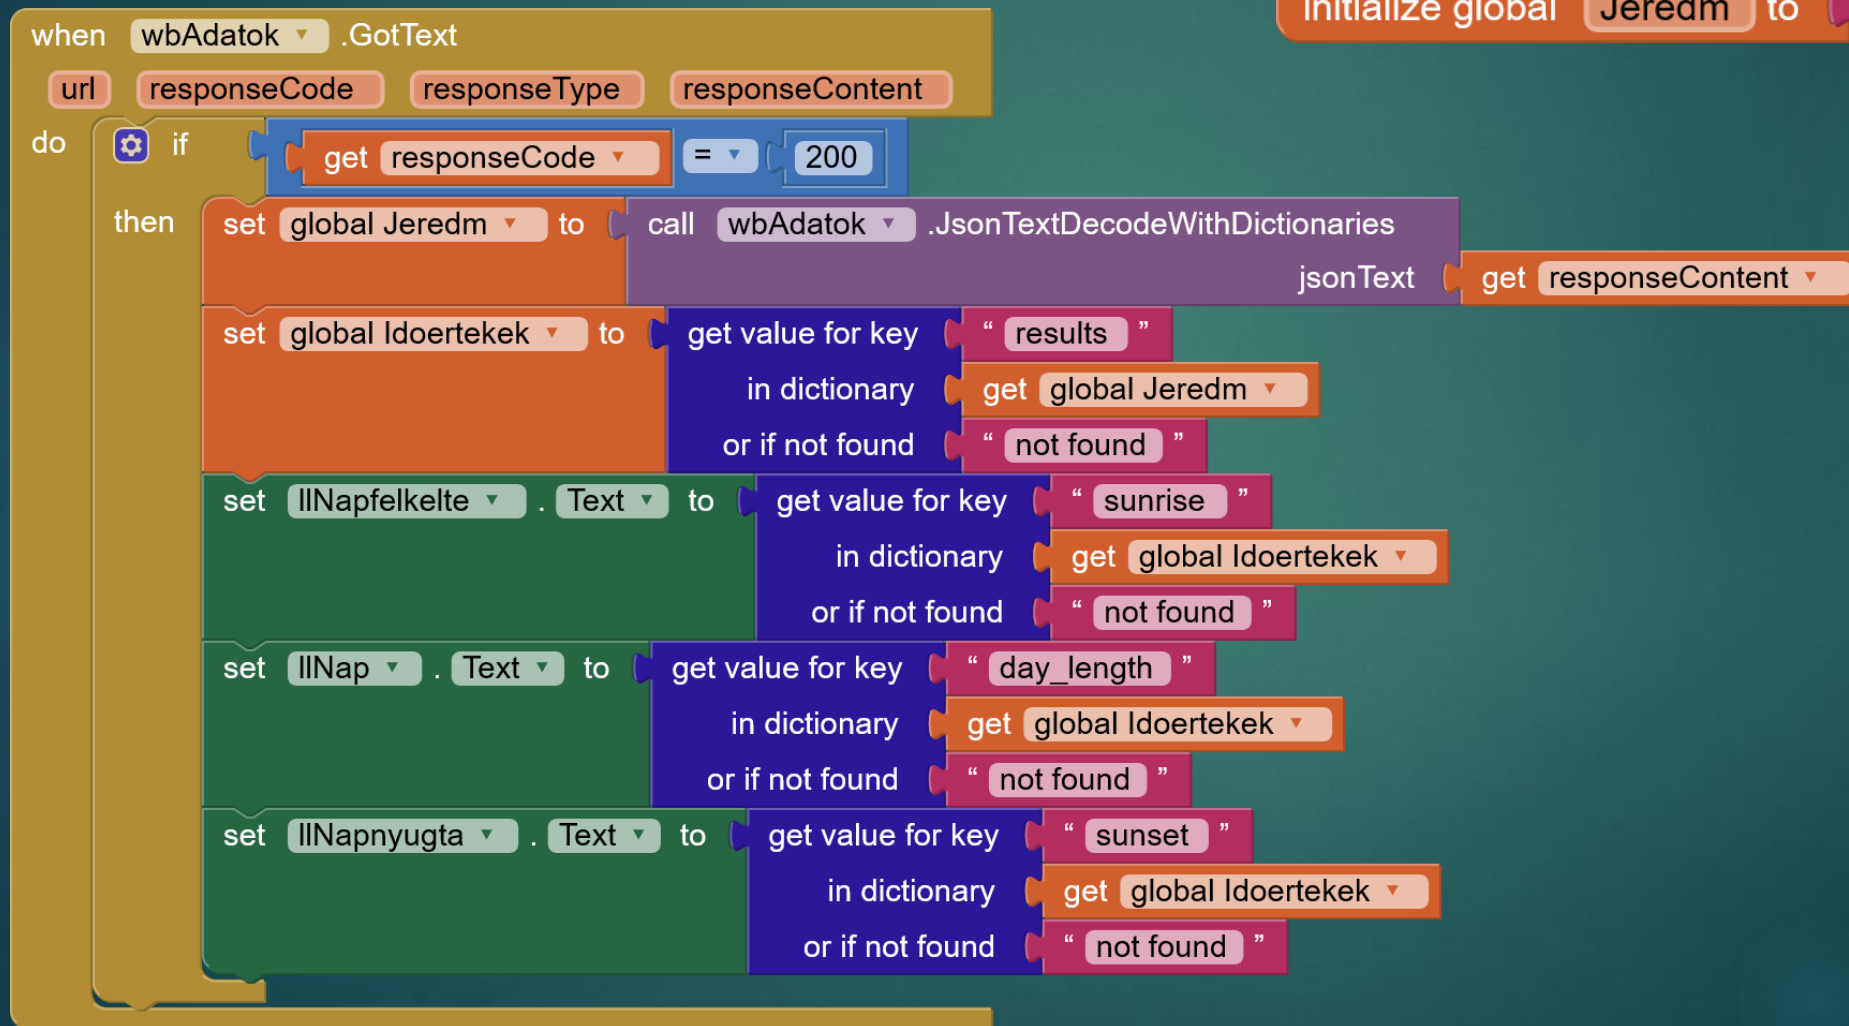 initialize global Jeredm to
when wbAdatok .GotText
url responseCode responseType responseContent
do if get responseCode = 200
then set global Jeredm to call wbAdatok .JsonTextDecodeWithDictionaries
jsonText get responseContent
set global Idoertekek to get value for key “ results ”
in dictionary get global Jeredm
or if not found “ not found ”
set llNapfelkelte . Text to get value for key “ sunrise ”
in dictionary get global Idoertekek
or if not found “ not found ”
set llNap . Text to get value for key “ day_length ”
in dictionary get global Idoertekek
or if not found “ not found ”
set llNapnyugta . Text to get value for key “ sunset ”
in dictionary get global Idoertekek
or if not found “ not found ”